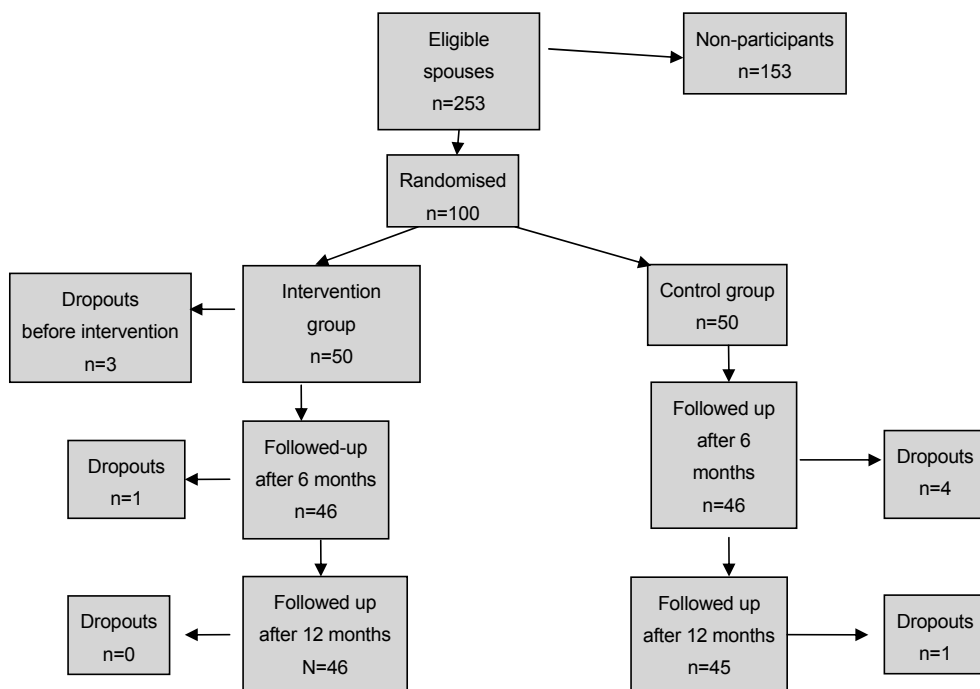 Eligible
spouses
n=253
Non-participants
n=153
Randomised
n=100
Dropouts
before intervention
n=3
Intervention
group
n=50
Control group
n=50
Dropouts
n=1
Followed-up
after 6 months
n=46
Followed up
after 6
months
n=46
Dropouts
n=4
Dropouts
n=0
Followed up
after 12 months
N=46
Followed up
after 12 months
n=45
Dropouts
n=1